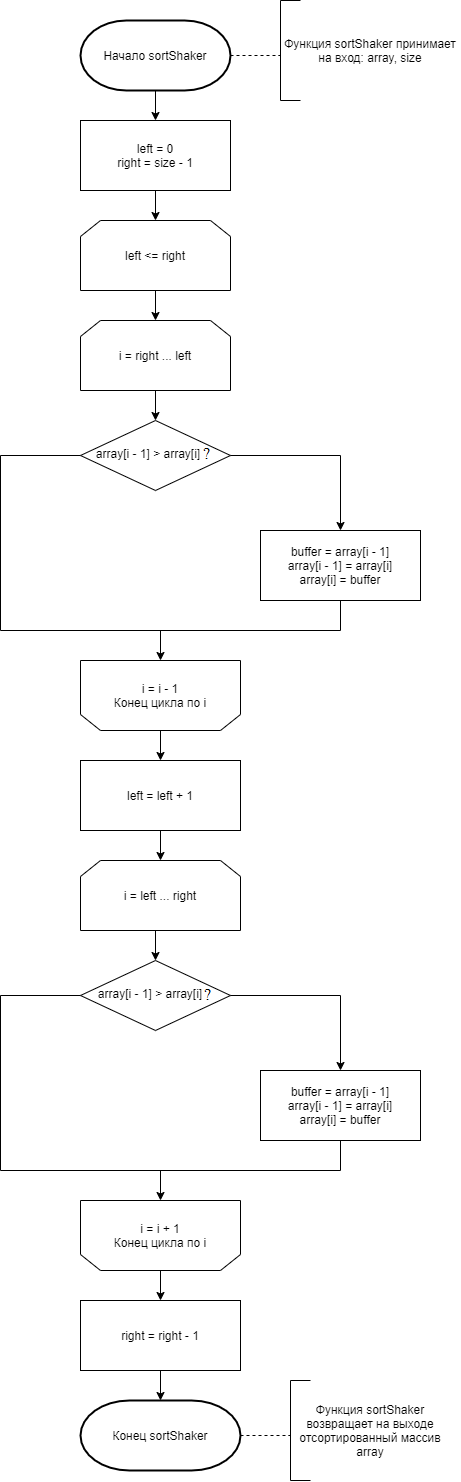 Начало sortShaker
Функция sortShaker принимает
на вход: array, size
left = 0
right = size - 1
left <= right
i = right ... left
array[i - 1] > array[i] ?
buffer = array[i - 1]
array[i - 1] = array[i]
array[i] = buffer
i = i - 1
Конец цикла по i
left = left + 1
i = left ... right
array[i - 1] > array[i] ?
buffer = array[i - 1]
array[i - 1] = array[i]
array[i] = buffer
i = i + 1
Конец цикла по i
right = right - 1
Конец sortShaker
Функция sortShaker
возвращает на выходе
отсортированный массив
array